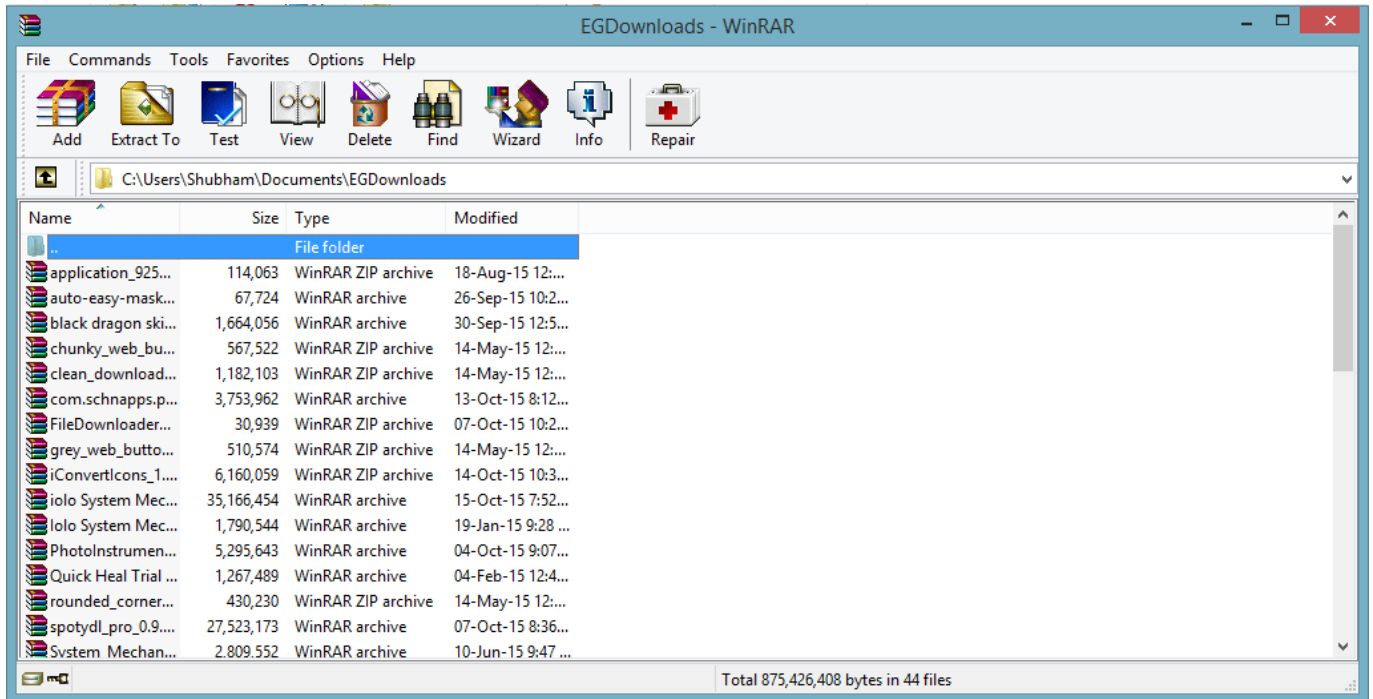 EGDownloads - WinRAR
File Commands Tools Favorites Options Help
Add Extract To Test View Delete Find Wizard Info Repair
C:\Users\Shubham\Documents\EGDownloads
Name Size Type Modified
.. File folder
application_925... 114,063 WinRAR ZIP archive 18-Aug-15 12:...
auto-easy-mask... 67,724 WinRAR archive 26-Sep-15 10:2...
black dragon ski... 1,664,056 WinRAR archive 30-Sep-15 12:5...
chunky_web_bu... 567,522 WinRAR ZIP archive 14-May-15 12:...
clean_download... 1,182,103 WinRAR ZIP archive 14-May-15 12:...
com.schnapps.p... 3,753,962 WinRAR archive 13-Oct-15 8:12...
FileDownloader... 30,939 WinRAR ZIP archive 07-Oct-15 10:2...
grey_web_butto... 510,574 WinRAR ZIP archive 14-May-15 12:...
iConvertIcons_1.... 6,160,059 WinRAR ZIP archive 14-Oct-15 10:3...
iolo System Mec... 35,166,454 WinRAR archive 15-Oct-15 7:52...
Iolo System Mec... 1,790,544 WinRAR archive 19-Jan-15 9:28 ...
PhotoInstrumen... 5,295,643 WinRAR archive 04-Oct-15 9:07...
Quick Heal Trial ... 1,267,489 WinRAR archive 04-Feb-15 12:4...
rounded_corner... 430,230 WinRAR ZIP archive 14-May-15 12:...
spotydl_pro_0.9.... 27,523,173 WinRAR archive 07-Oct-15 8:36...
System Mechan... 2,809,552 WinRAR archive 10-Jun-15 9:47 ...
Total 875,426,408 bytes in 44 files